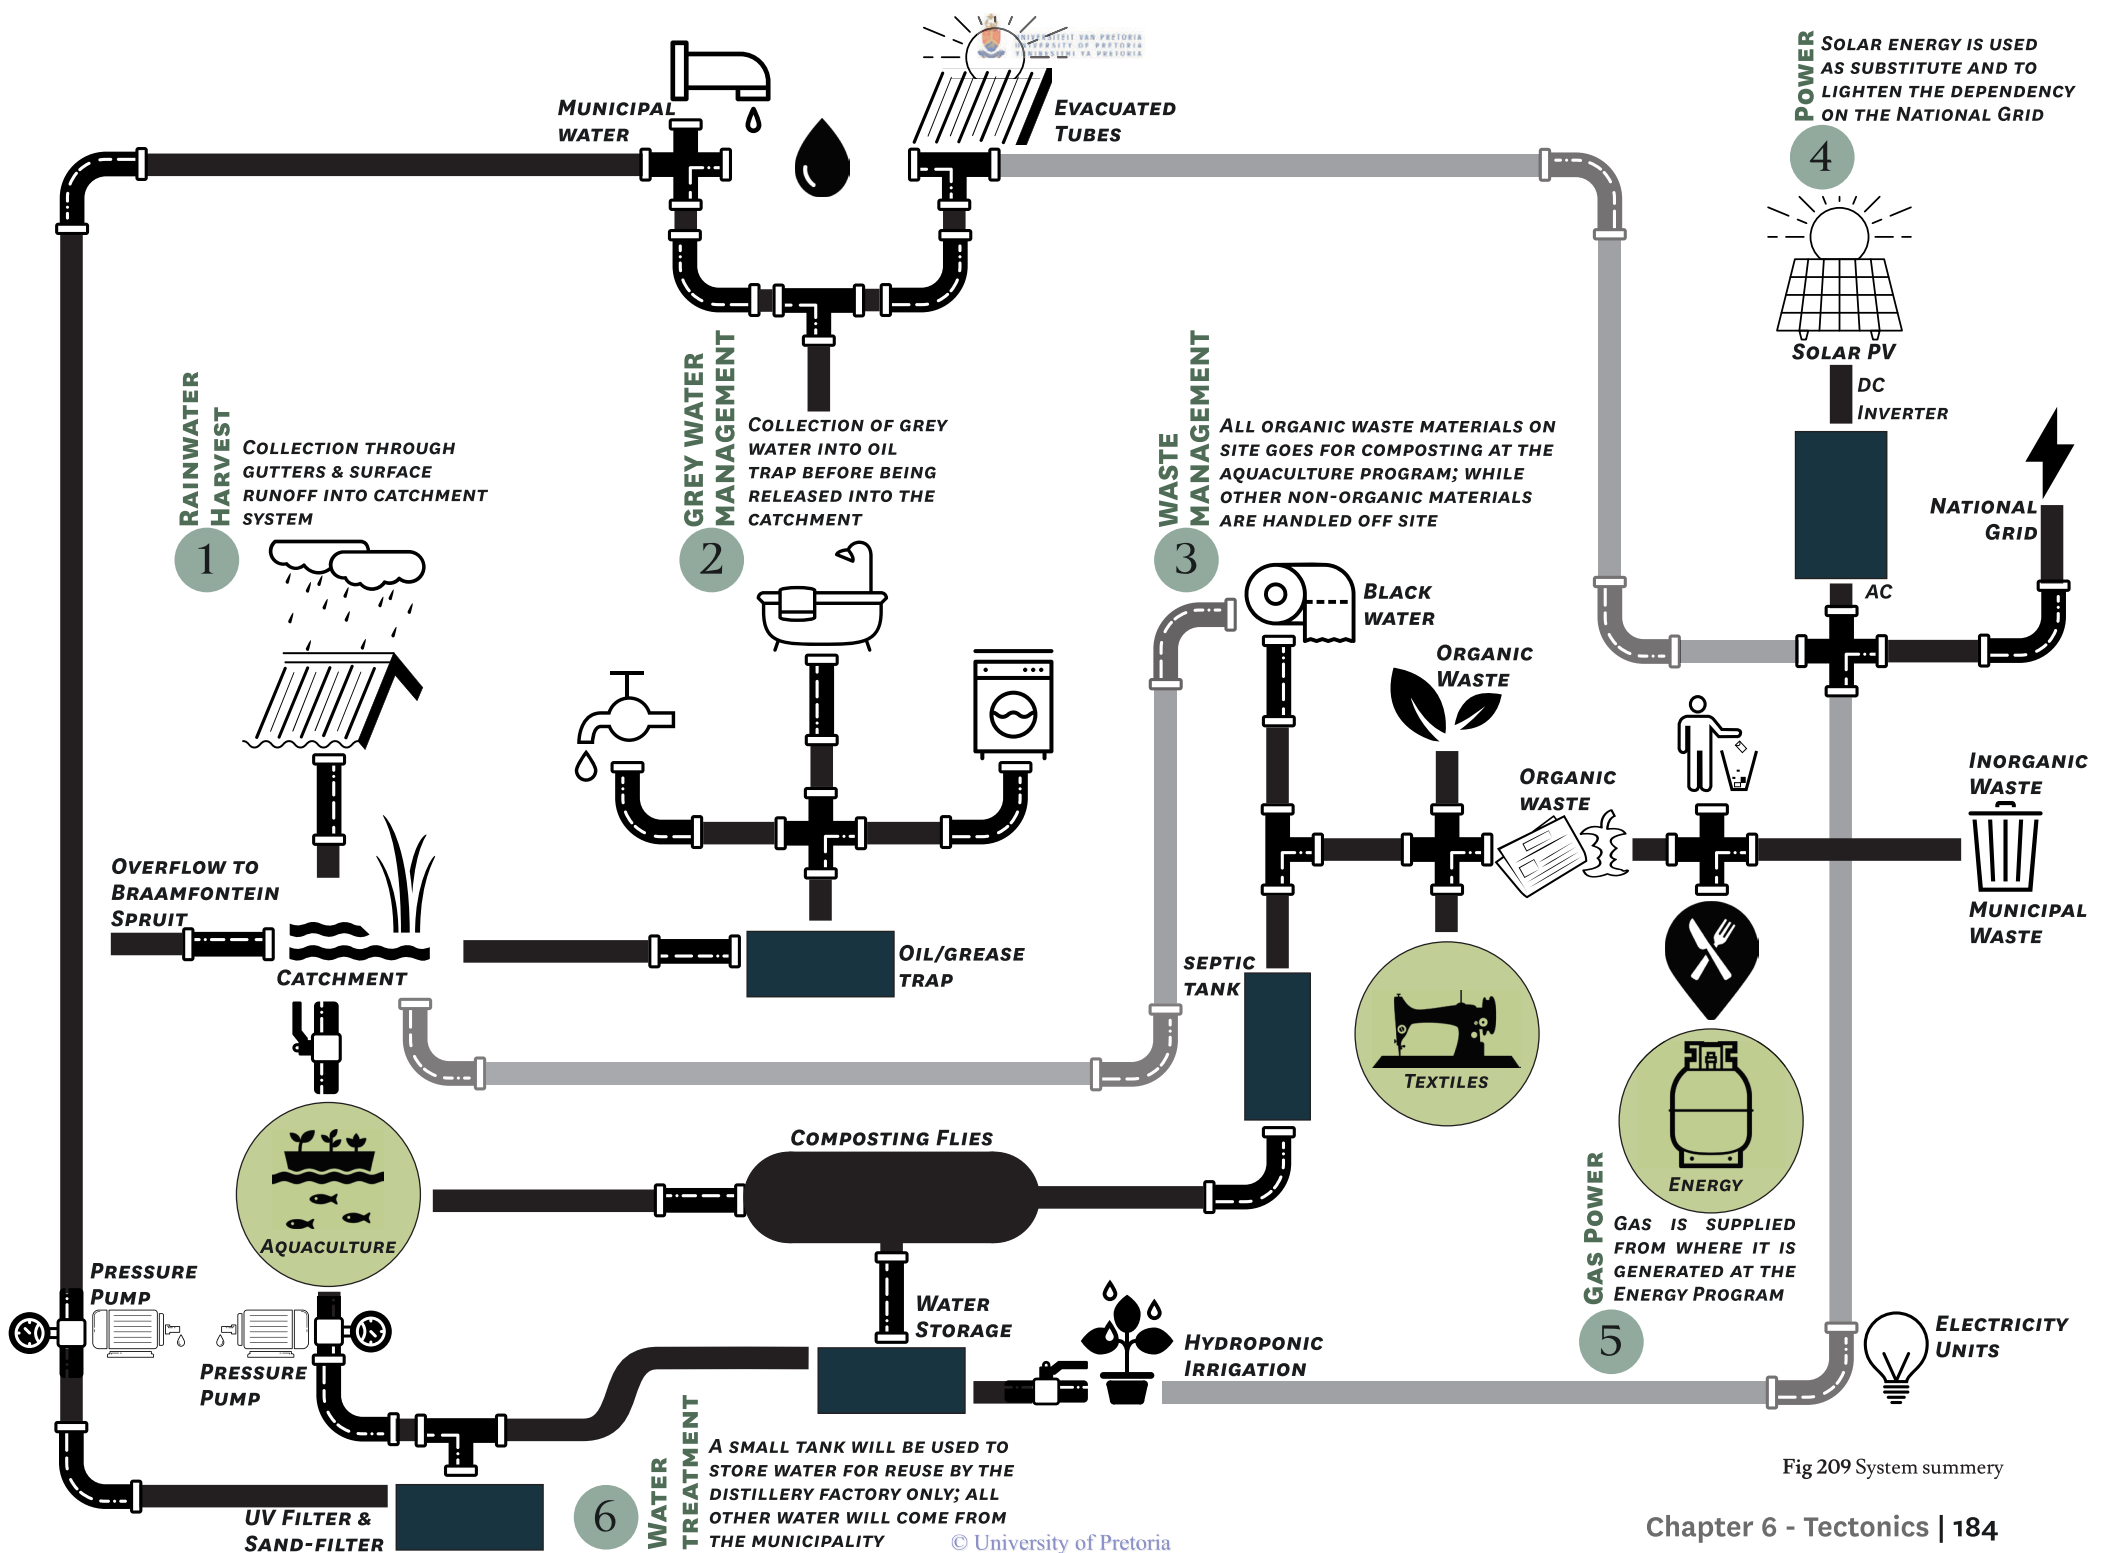 UNIVERSITEIT VAN PRETORIA
UNIVERSITY OF PRETORIA
YUNIBESITHI YA PRETORIA
MUNICIPAL
WATER
EVACUATED
TUBES
POWER
SOLAR ENERGY IS USED
AS SUBSTITUTE AND TO
LIGHTEN THE DEPENDENCY
ON THE NATIONAL GRID
4
SOLAR PV
DC
INVERTER
AC
NATIONAL
GRID
RAINWATER
HARVEST
COLLECTION THROUGH
GUTTERS & SURFACE
RUNOFF INTO CATCHMENT
SYSTEM
1
GREY WATER
MANAGEMENT
COLLECTION OF GREY
WATER INTO OIL
TRAP BEFORE BEING
RELEASED INTO THE
CATCHMENT
2
WASTE
MANAGEMENT
ALL ORGANIC WASTE MATERIALS ON
SITE GOES FOR COMPOSTING AT THE
AQUACULTURE PROGRAM; WHILE
OTHER NON-ORGANIC MATERIALS
ARE HANDLED OFF SITE
3
BLACK
WATER
ORGANIC
WASTE
ORGANIC
WASTE
INORGANIC
WASTE
MUNICIPAL
WASTE
OVERFLOW TO
BRAAMFONTEIN
SPRUIT
CATCHMENT
OIL/GREASE
TRAP
SEPTIC
TANK
TEXTILES
ENERGY
COMPOSTING FLIES
AQUACULTURE
GAS POWER
GAS IS SUPPLIED
FROM WHERE IT IS
GENERATED AT THE
ENERGY PROGRAM
5
PRESSURE
PUMP
PRESSURE
PUMP
WATER
STORAGE
HYDROPONIC
IRRIGATION
ELECTRICITY
UNITS
WATER
TREATMENT
A SMALL TANK WILL BE USED TO
STORE WATER FOR REUSE BY THE
DISTILLERY FACTORY ONLY; ALL
OTHER WATER WILL COME FROM
THE MUNICIPALITY
6
UV FILTER &
SAND-FILTER
Fig 209 System summery
Chapter 6 - Tectonics | 184
© University of Pretoria